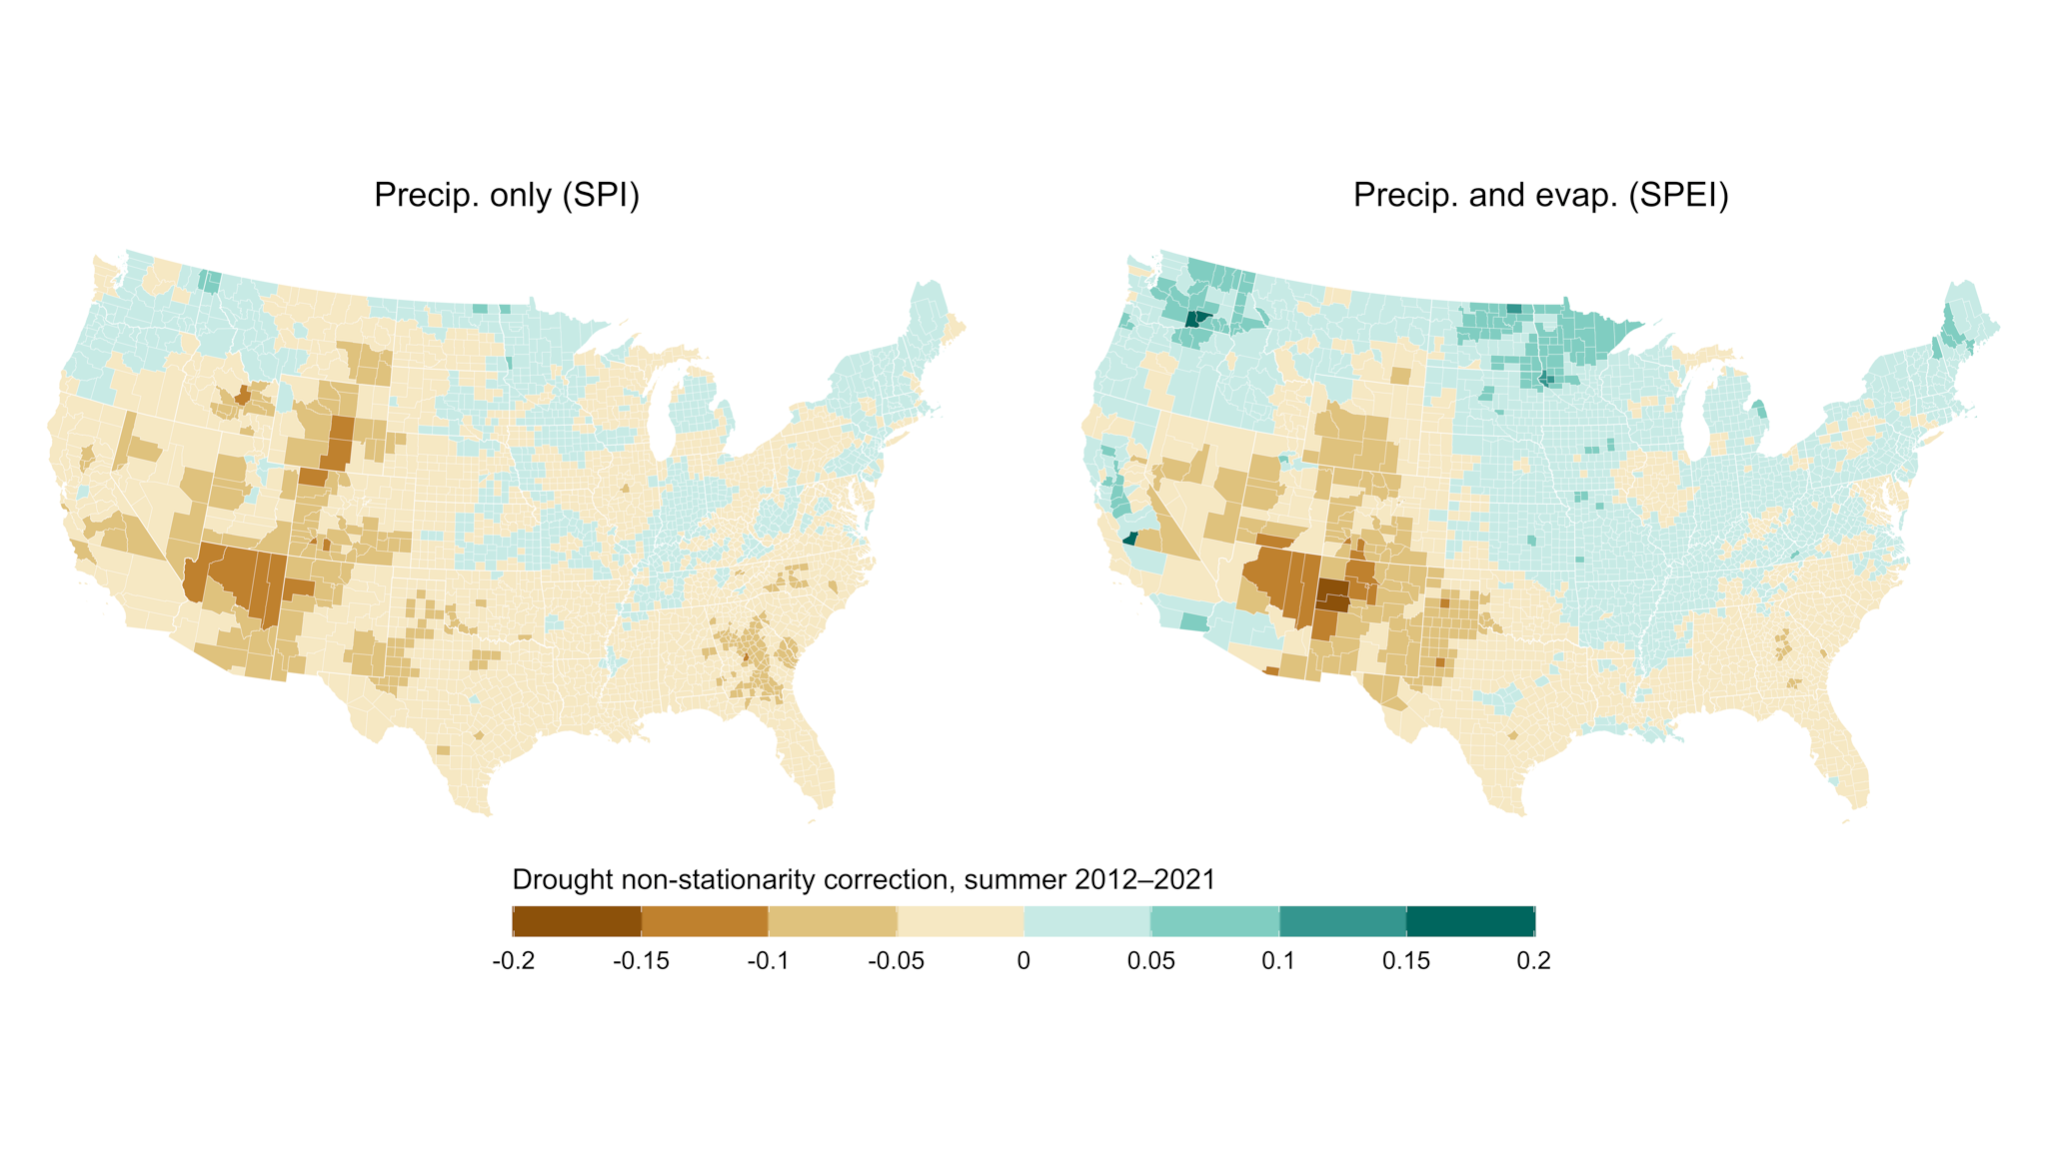 Precip. only (SPI)
Precip. and evap. (SPEI)
Drought non-stationarity correction, summer 2012–2021
-0.2 -0.15 -0.1 -0.05 0 0.05 0.1 0.15 0.2